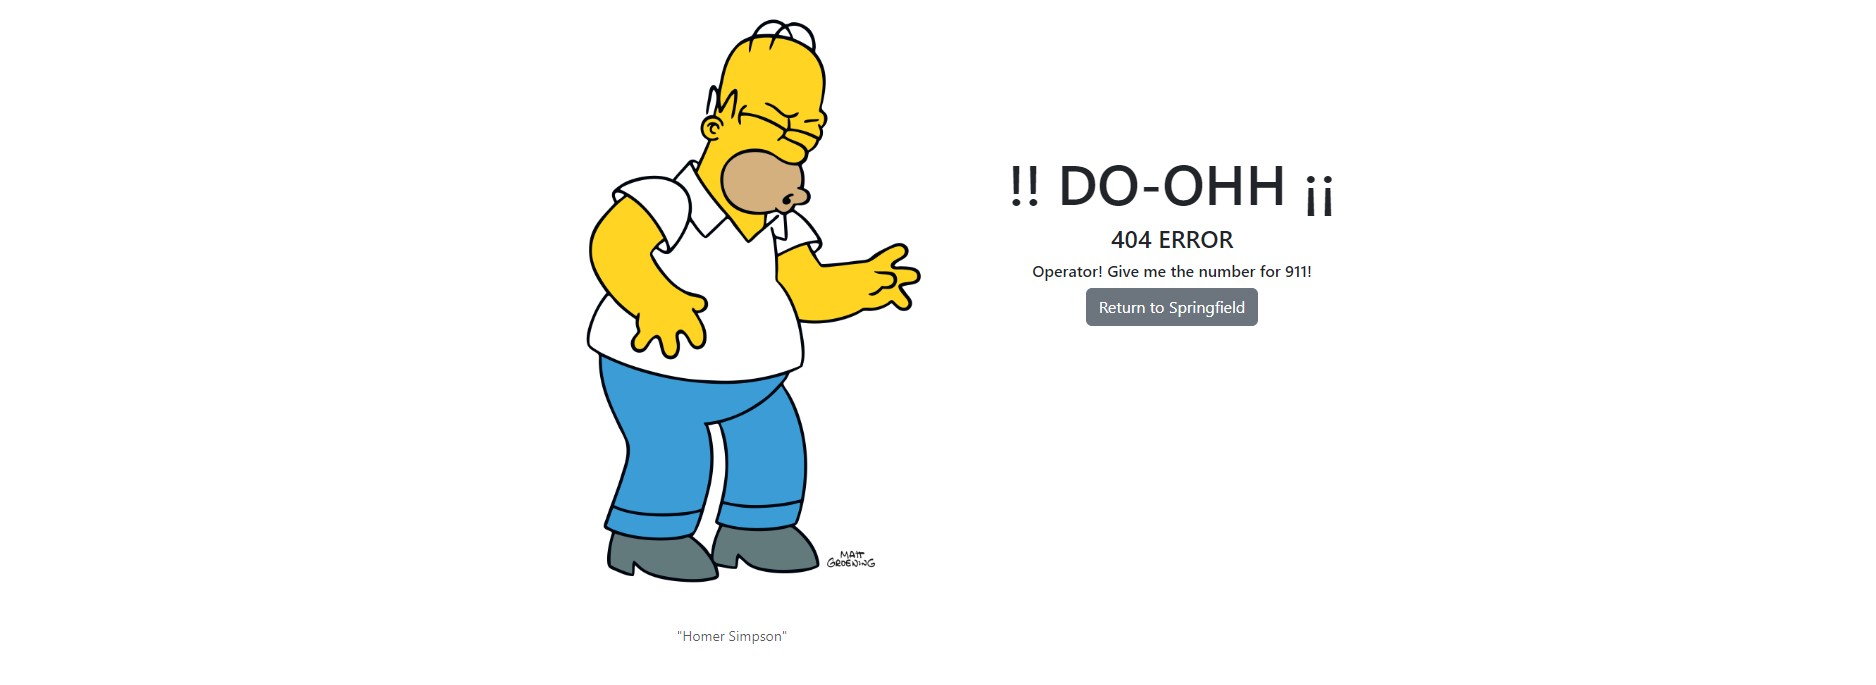 !! DO-OHH ¡¡
404 ERROR
Operator! Give me the number for 911!
Return to Springfield
MATT
GROENING
"Homer Simpson"